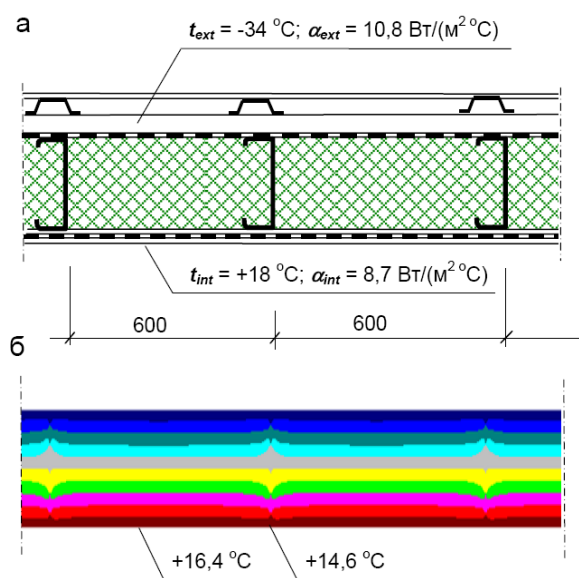 а
t_ext = -34 °С; α_ext = 10,8 Вт/(м² °С)
t_int = +18 °С; α_int = 8,7 Вт/(м² °С)
600
600
б
+16,4 °С
+14,6 °С